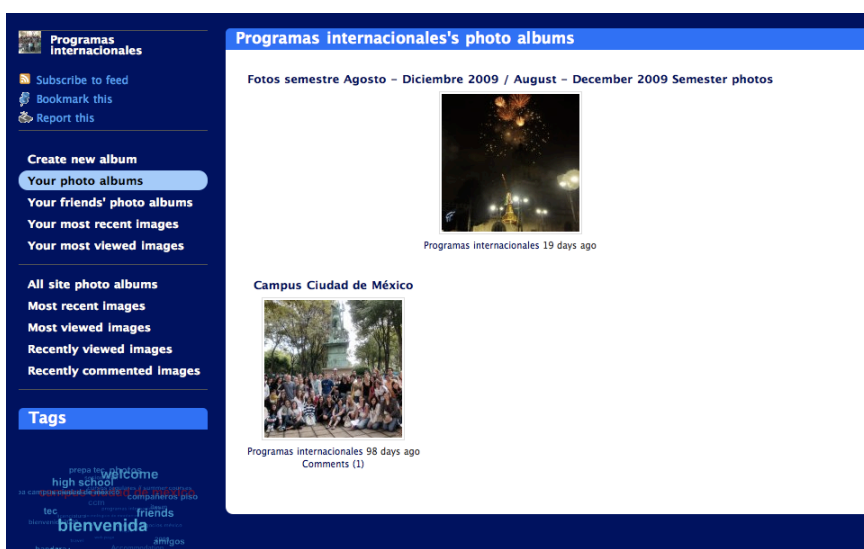 Programas
internacionales
Subscribe to feed
Bookmark this
Report this
Create new album
Your photo albums
Your friends' photo albums
Your most recent images
Your most viewed images
All site photo albums
Most recent images
Most viewed images
Recently viewed images
Recently commented images
Tags
prepa tec photos
welcome
high school
compañeros piso
tec
friends
bienvenida
amigos
Programas internacionales's photo albums
Fotos semestre Agosto – Diciembre 2009 / August – December 2009 Semester photos
Programas internacionales 19 days ago
Campus Ciudad de México
Programas internacionales 98 days ago
Comments (1)